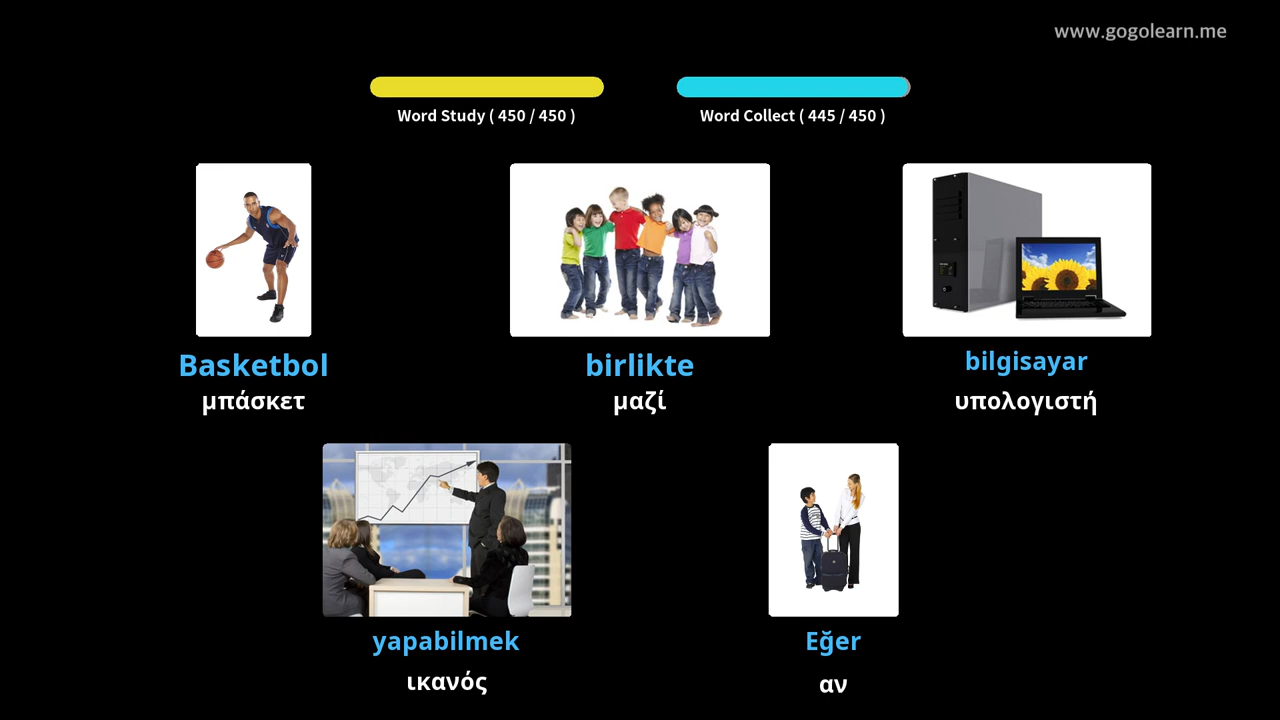 www.gogolearn.me
Word Study ( 450 / 450 )
Word Collect ( 445 / 450 )
Basketbol
μπάσκετ
birlikte
μαζί
bilgisayar
υπολογιστή
yapabilmek
ικανός
Eğer
αν